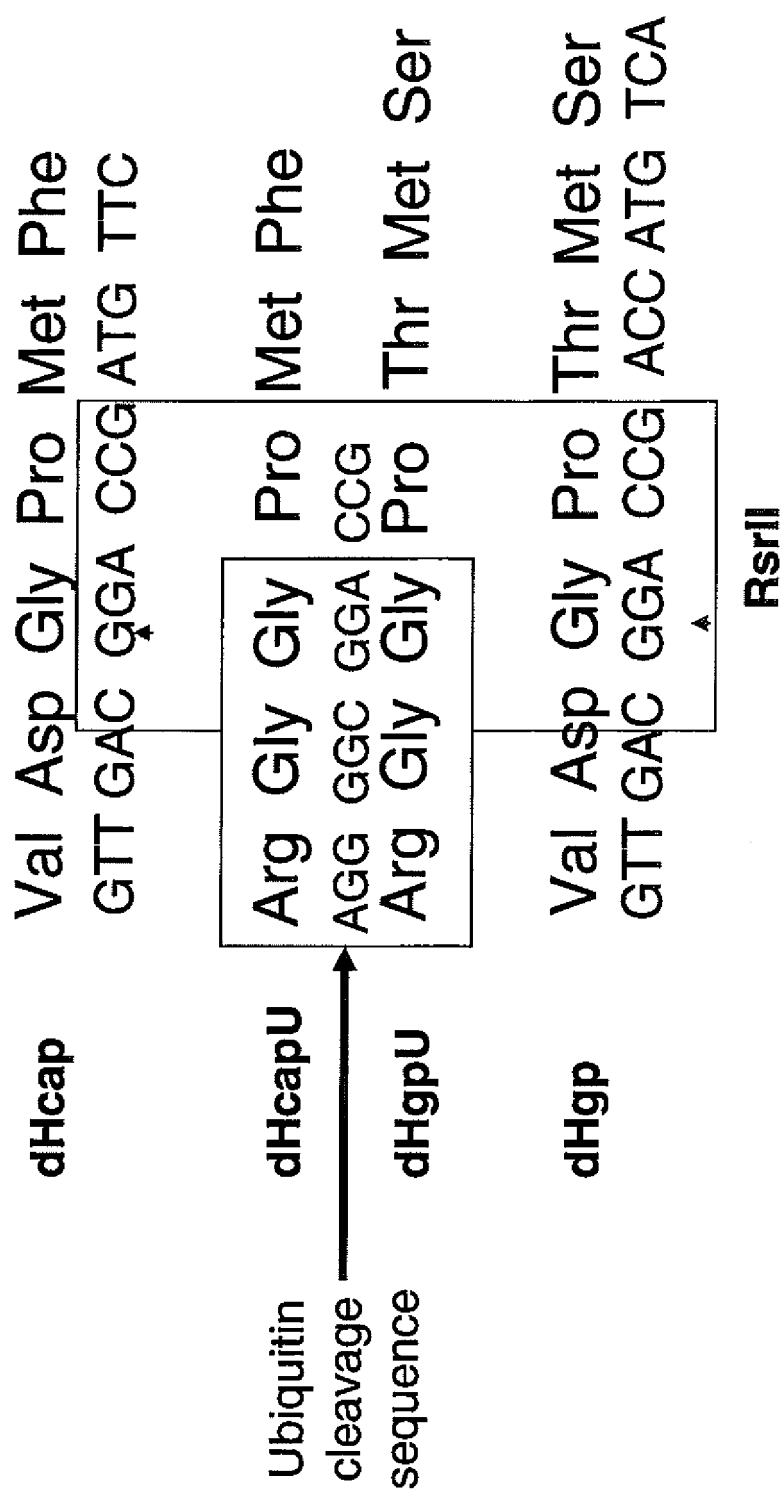 dHcap Val Asp Gly Pro Met Phe
GTT GAC GGA CCG ATG TTC
dHcapU Arg Gly Gly Pro Met Phe
AGG GGC GGA CCG
dHgpU Arg Gly Gly Pro Thr Met Ser
dHgp Val Asp Gly Pro Thr Met Ser
GTT GAC GGA CCG ACC ATG TCA
Ubiquitin
cleavage
sequence
RsrII